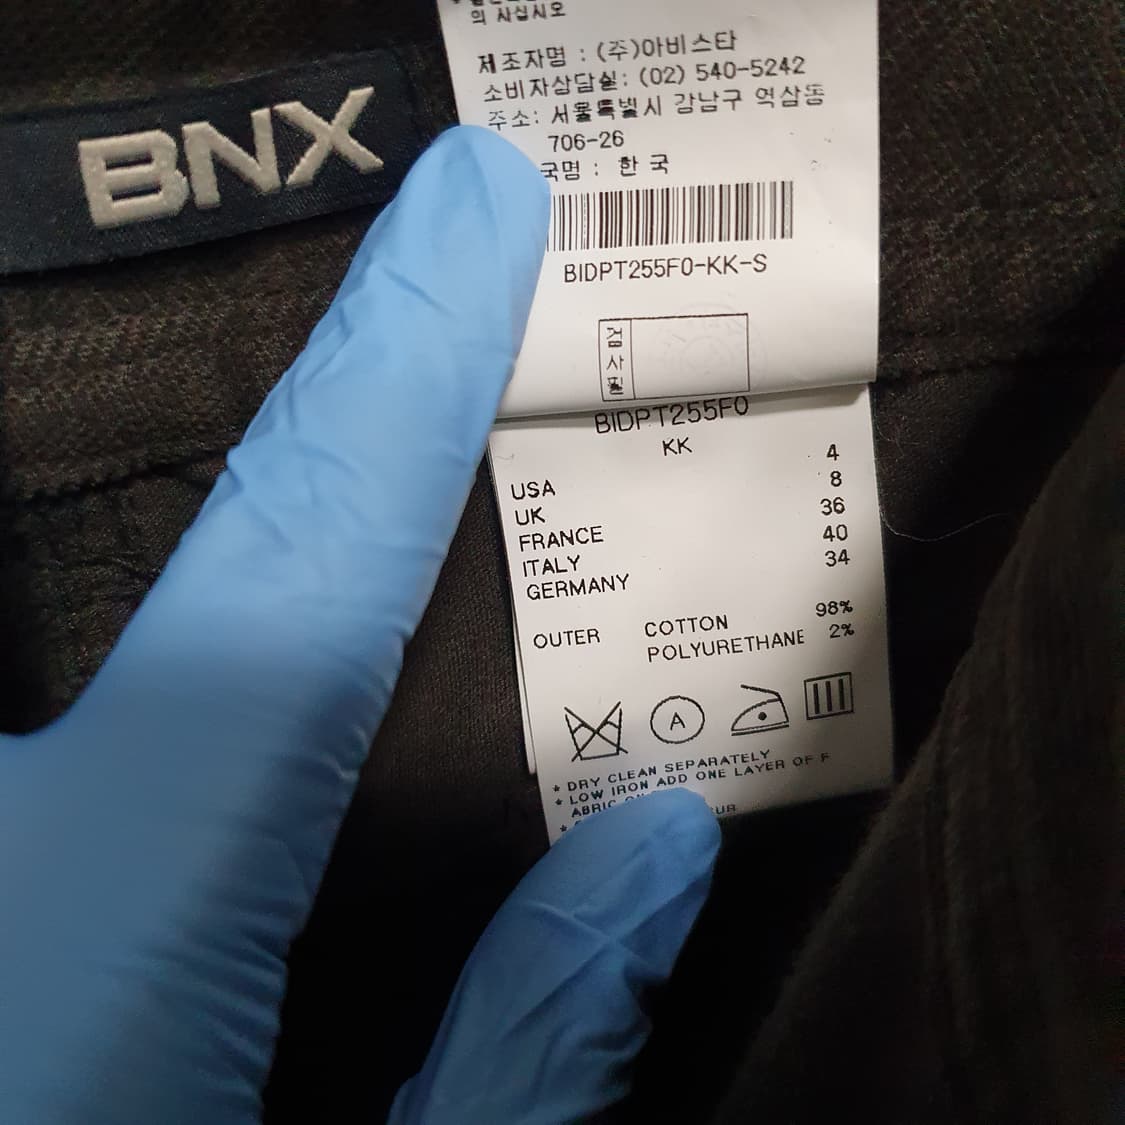 BNX
의 사십시오
제조자명 : (주)아비스타
소비자상담실: (02) 540-5242
주소: 서울특별시 강남구 역삼동
706-26
국명 : 한 국
BIDPT255F0-KK-S
검사필
BIDPT255F0
KK
USA 4
UK 8
FRANCE 36
ITALY 40
GERMANY 34
OUTER COTTON 98%
POLYURETHANE 2%
A
* DRY CLEAN SEPARATELY
* LOW IRON ADD ONE LAYER OF F
ABRIC